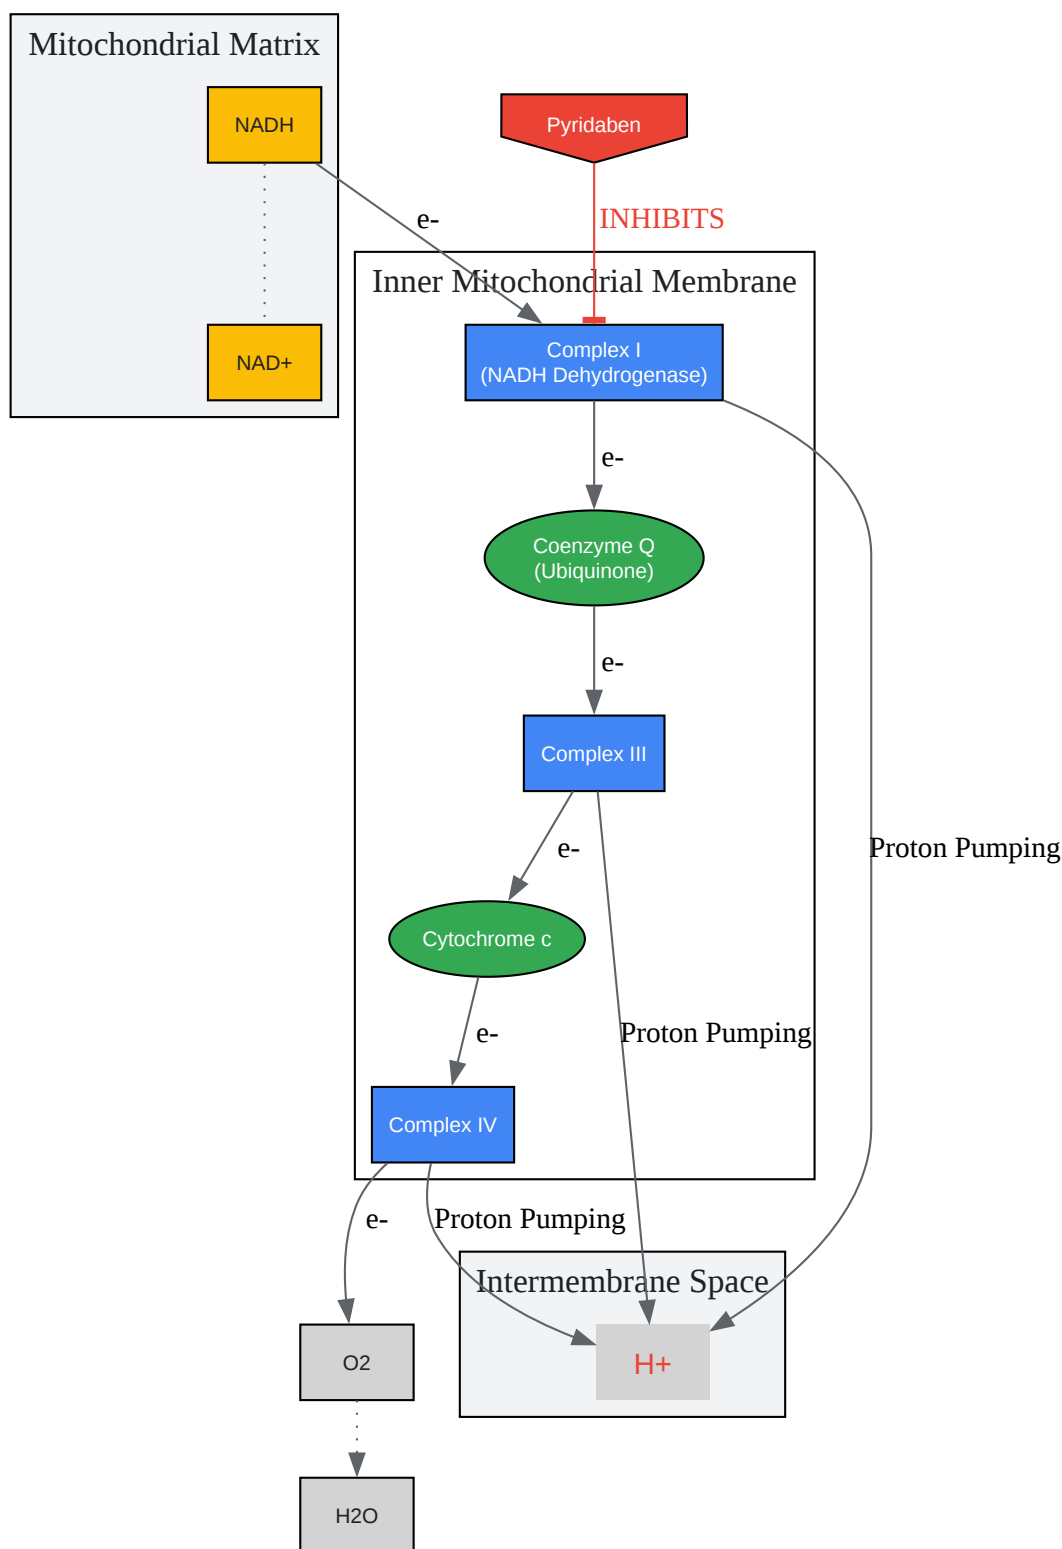 Mitochondrial Matrix
NADH
Pyridaben
e-
INHIBITS
Inner Mitochondrial Membrane
NAD+
Complex I
(NADH Dehydrogenase)
e-
Coenzyme Q
(Ubiquinone)
e-
Complex III
e-
Proton Pumping
Cytochrome c
e-
Proton Pumping
Complex IV
e-
Proton Pumping
Intermembrane Space
O2
H+
H2O